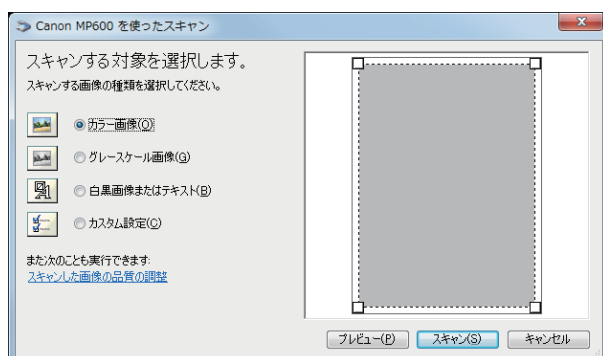 Canon MP600 を使ったスキャン
スキャンする対象を選択します。
スキャンする画像の種類を選択してください。
カラー画像(O)
グレースケール画像(G)
白黒画像またはテキスト(B)
カスタム設定(C)
また次のことも実行できます:
スキャンした画像の品質の調整
プレビュー(P) スキャン(S) キャンセル